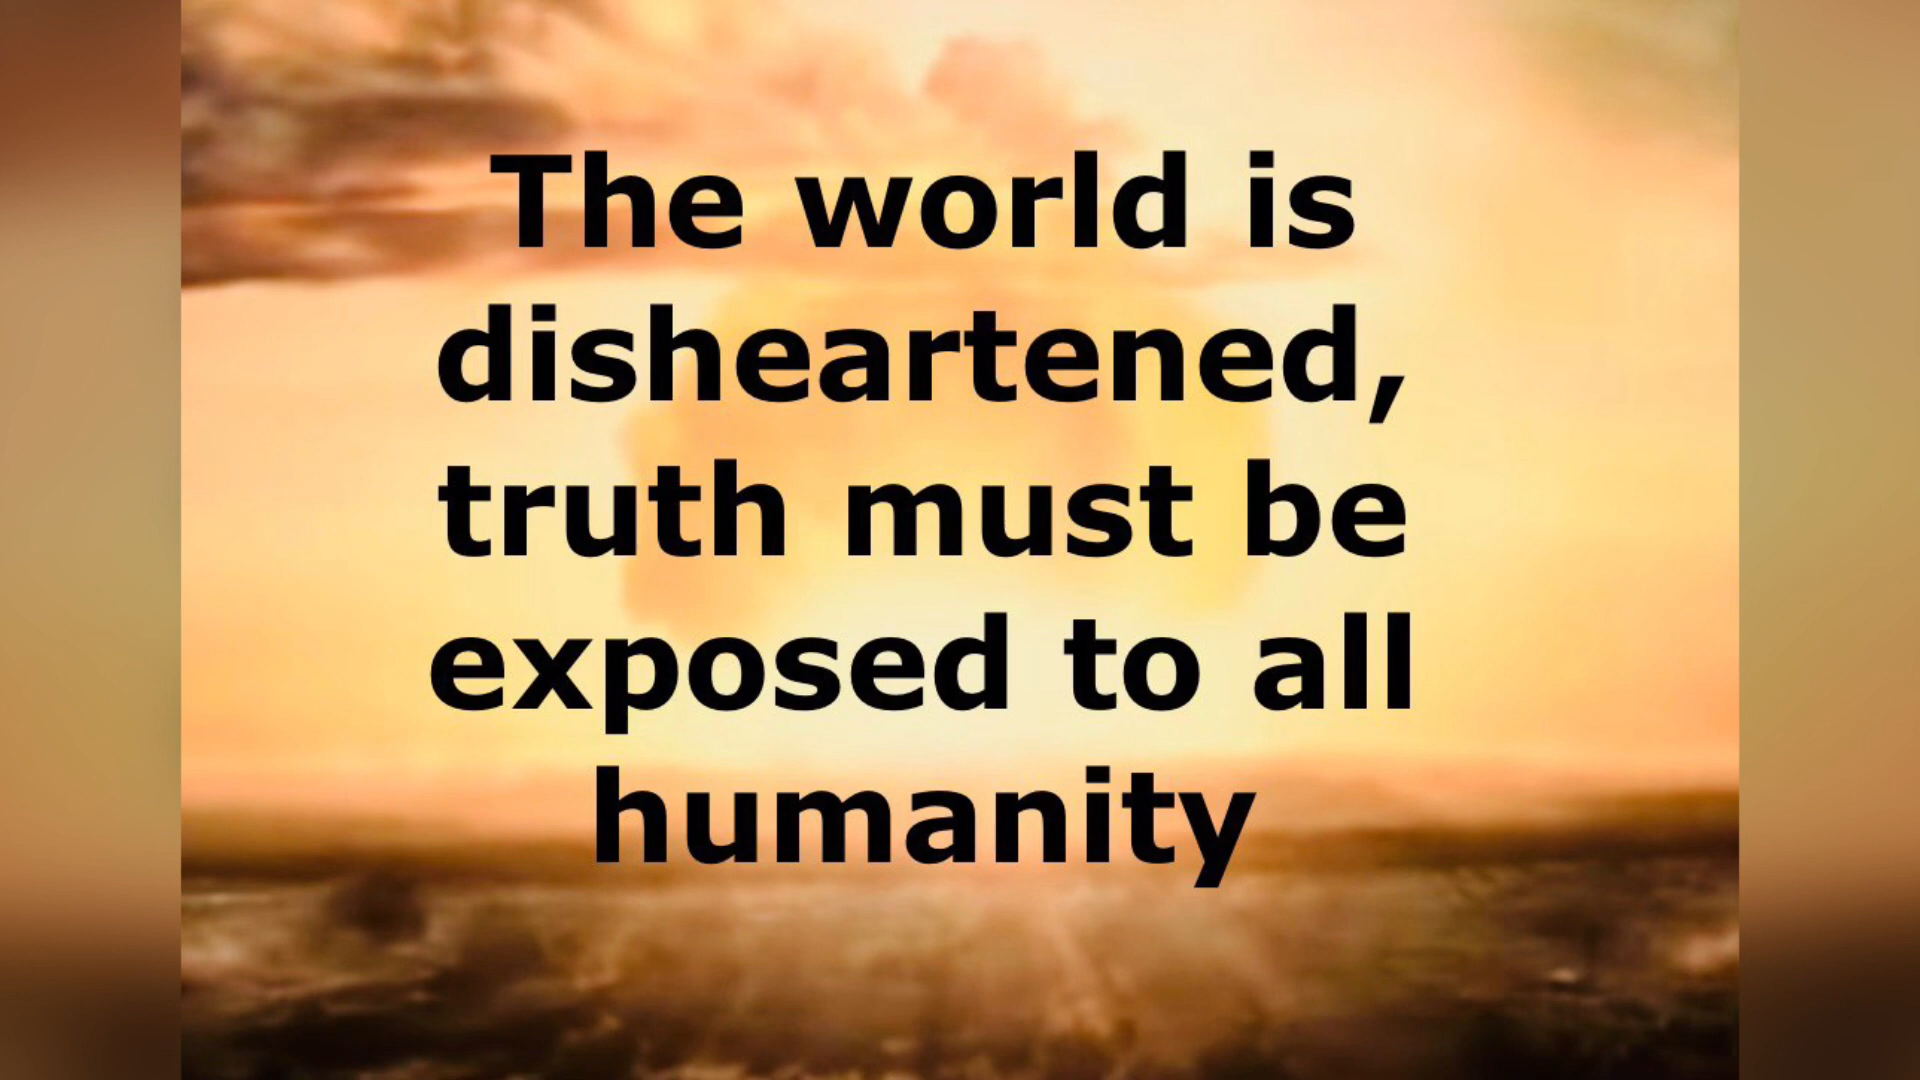 The world is
disheartened,
truth must be
exposed to all
humanity